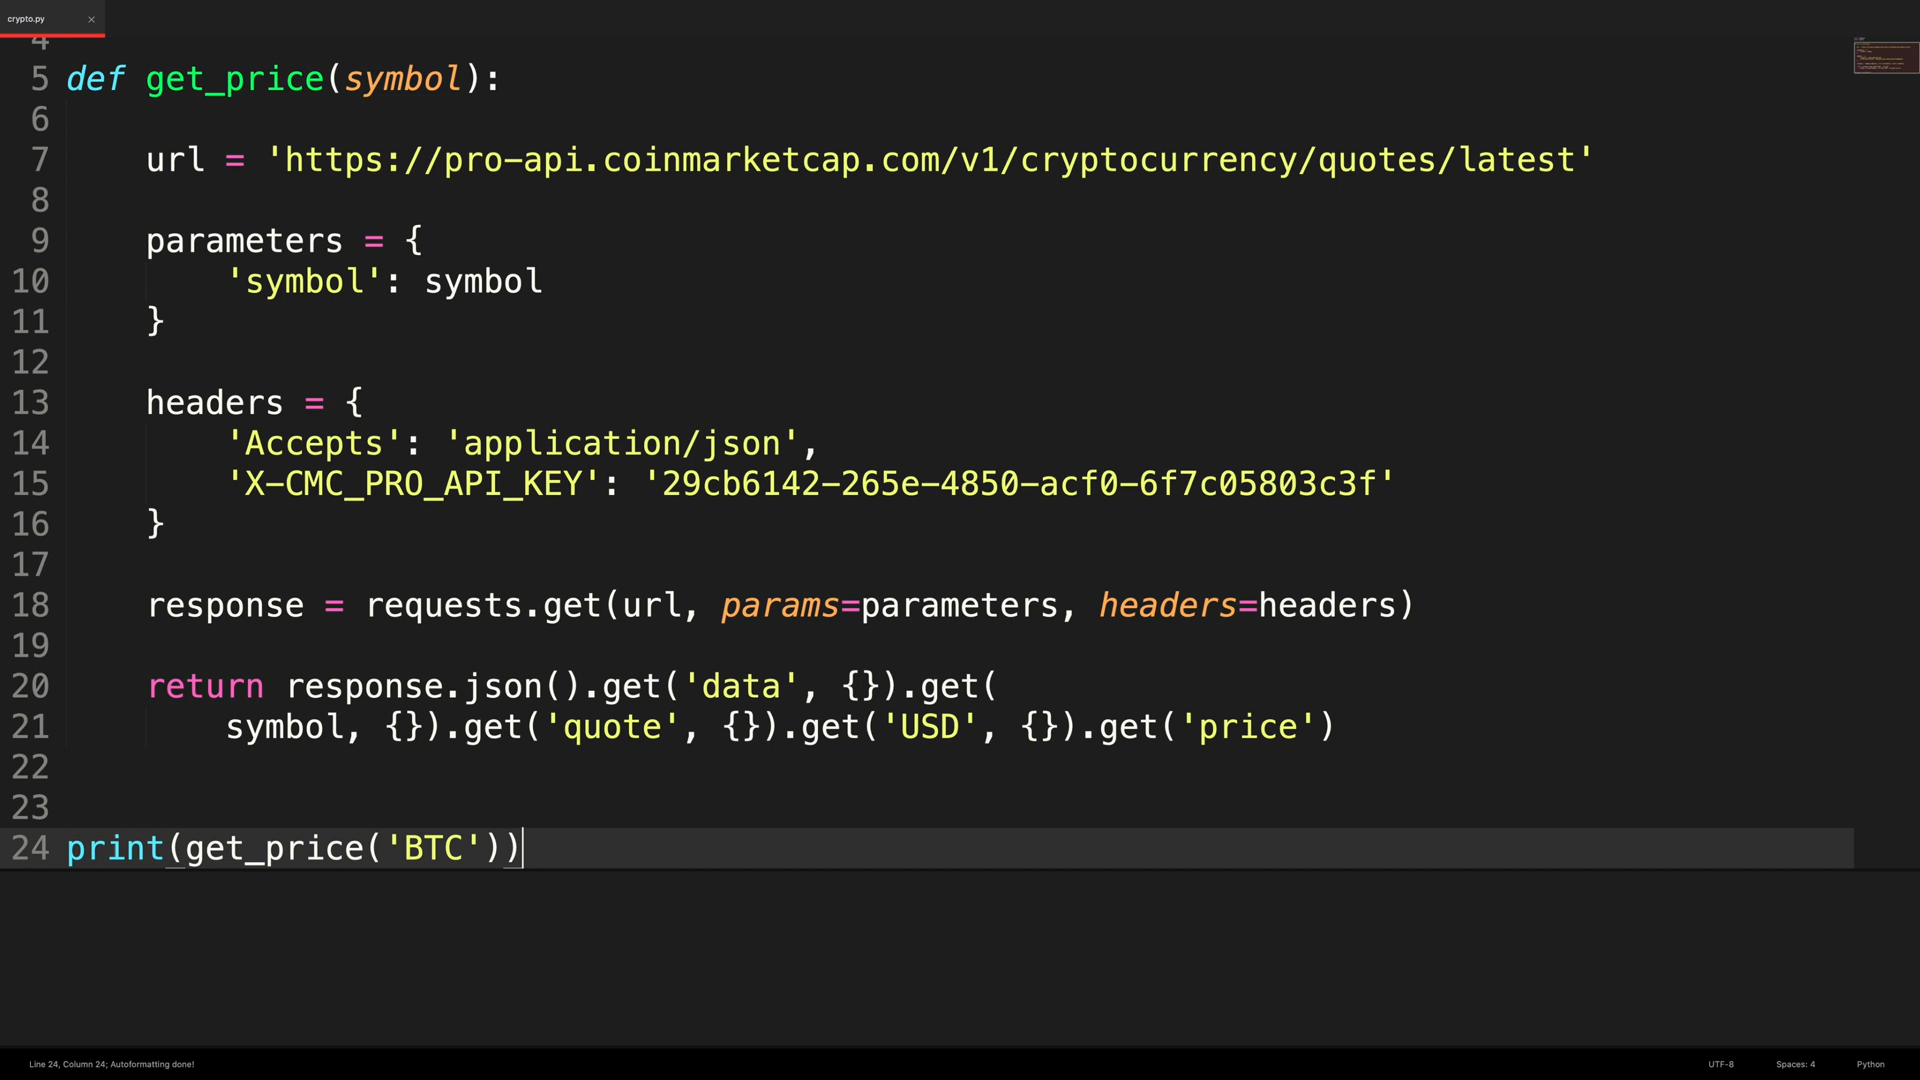 crypto.py ×
4
5 def get_price(symbol):
6
7 url = 'https://pro-api.coinmarketcap.com/v1/cryptocurrency/quotes/latest'
8
9 parameters = {
10 'symbol': symbol
11 }
12
13 headers = {
14 'Accepts': 'application/json',
15 'X-CMC_PRO_API_KEY': '29cb6142-265e-4850-acf0-6f7c05803c3f'
16 }
17
18 response = requests.get(url, params=parameters, headers=headers)
19
20 return response.json().get('data', {}).get(
21 symbol, {}).get('quote', {}).get('USD', {}).get('price')
22
23
24 print(get_price('BTC'))
Line 24, Column 24; Autoformatting done! UTF-8 Spaces: 4 Python